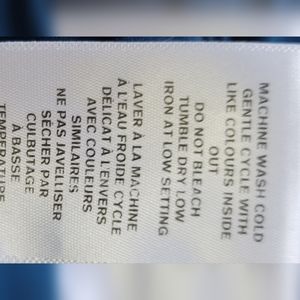 MACHINE WASH COLD
GENTLE CYCLE WITH
LIKE COLOURS INSIDE
OUT
DO NOT BLEACH
TUMBLE DRY LOW
IRON AT LOW SETTING
LAVER À LA MACHINE
À L'EAU FROIDE CYCLE
DÉLICAT À L'ENVERS
AVEC COULEURS
SIMILAIRES
NE PAS JAVELLISER
SÉCHER PAR
CULBUTAGE
À BASSE
TEMPÉRATURE